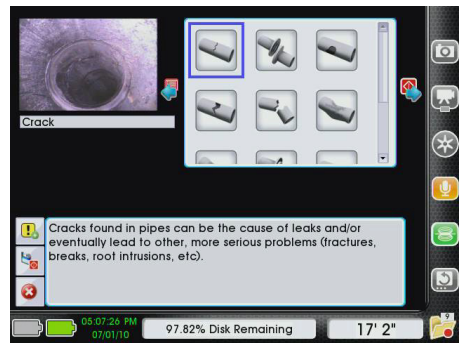 Crack
Cracks found in pipes can be the cause of leaks and/or
eventually lead to other, more serious problems (fractures,
breaks, root intrusions, etc).
05:07:26 PM
07/01/10
97.82% Disk Remaining
17' 2"
9